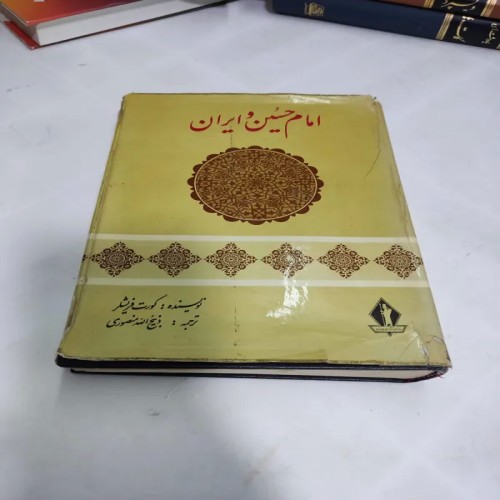 امام حسین و ایران
نویسنده : کورت فریشلر
ترجمه : ذبیح الله منصوری